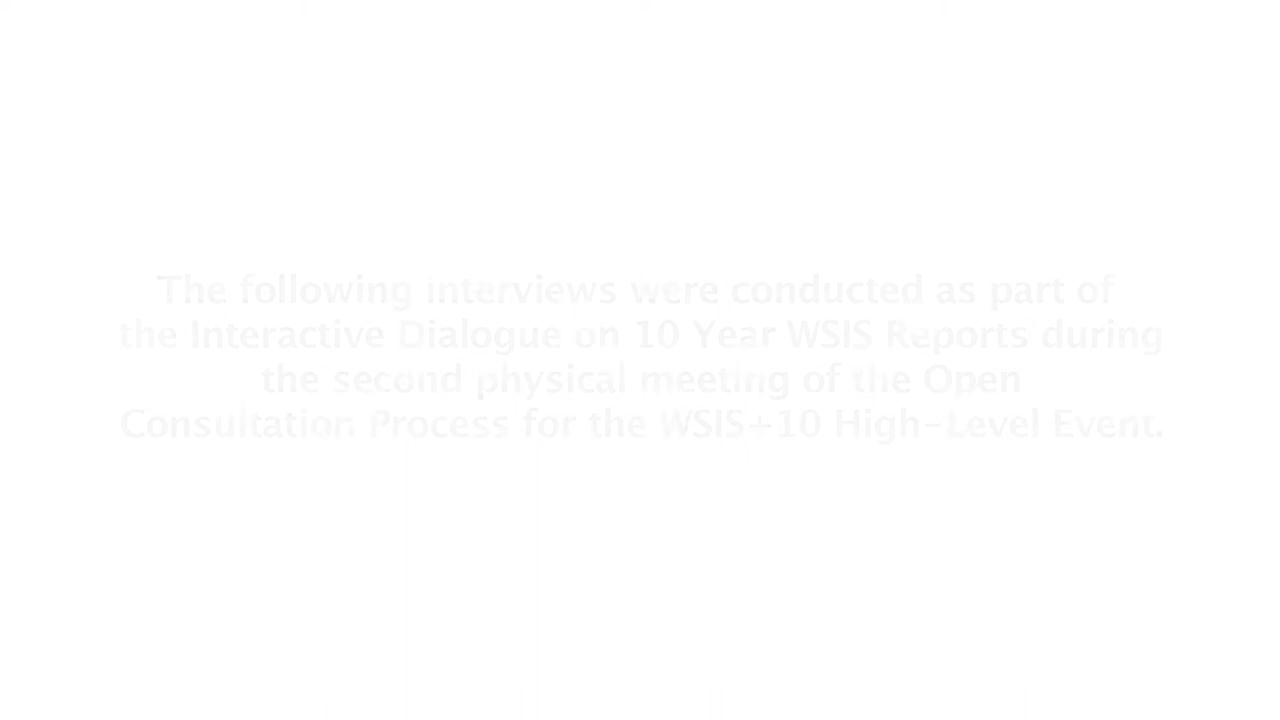 The following interviews were conducted as part of
the Interactive Dialogue on 10 Year WSIS Reports during
the second physical meeting of the Open
Consultation Process for the WSIS+10 High-Level Event.